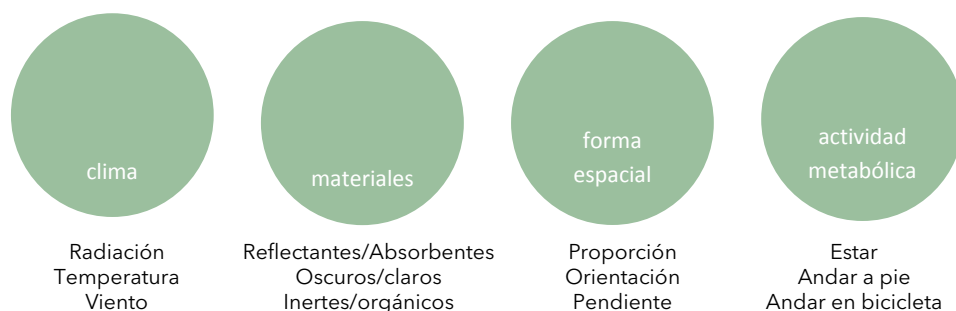 clima
Radiación
Temperatura
Viento
materiales
Reflectantes/Absorbentes
Oscuros/claros
Inertes/orgánicos
forma
espacial
Proporción
Orientación
Pendiente
actividad
metabólica
Estar
Andar a pie
Andar en bicicleta